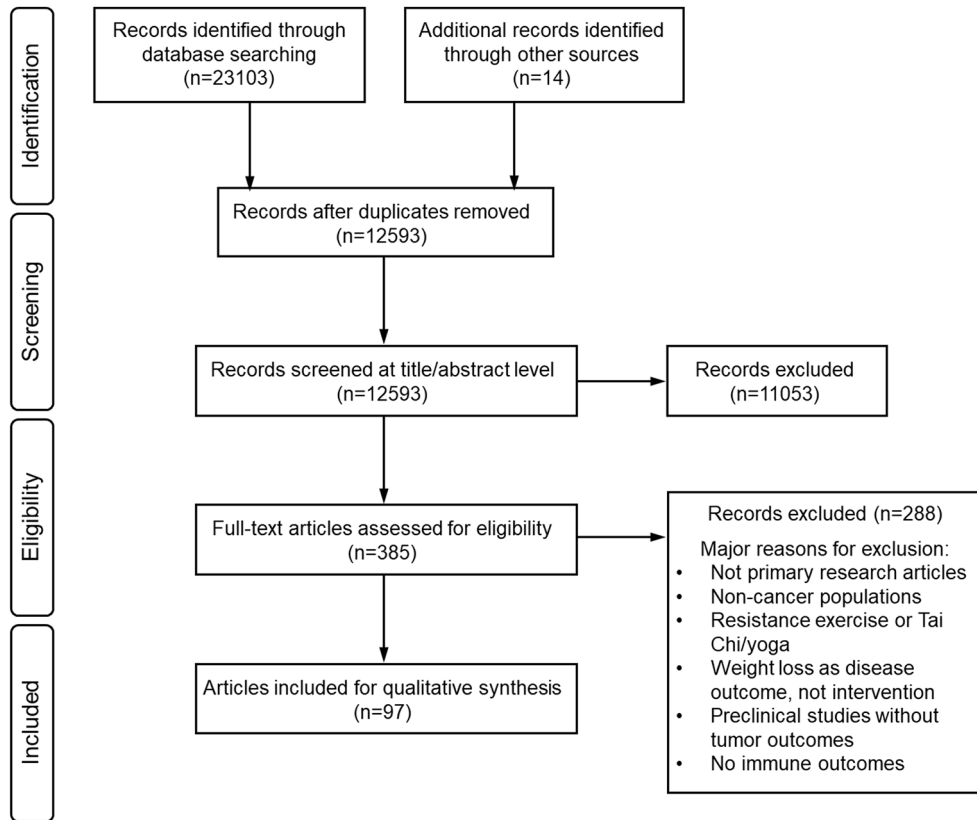 Identification
Records identified through
database searching
(n=23103)
Additional records identified
through other sources
(n=14)
Screening
Records after duplicates removed
(n=12593)
Records screened at title/abstract level
(n=12593)
Records excluded
(n=11053)
Eligibility
Full-text articles assessed for eligibility
(n=385)
Records excluded (n=288)
Major reasons for exclusion:
• Not primary research articles
• Non-cancer populations
• Resistance exercise or Tai
Chi/yoga
• Weight loss as disease
outcome, not intervention
• Preclinical studies without
tumor outcomes
• No immune outcomes
Included
Articles included for qualitative synthesis
(n=97)